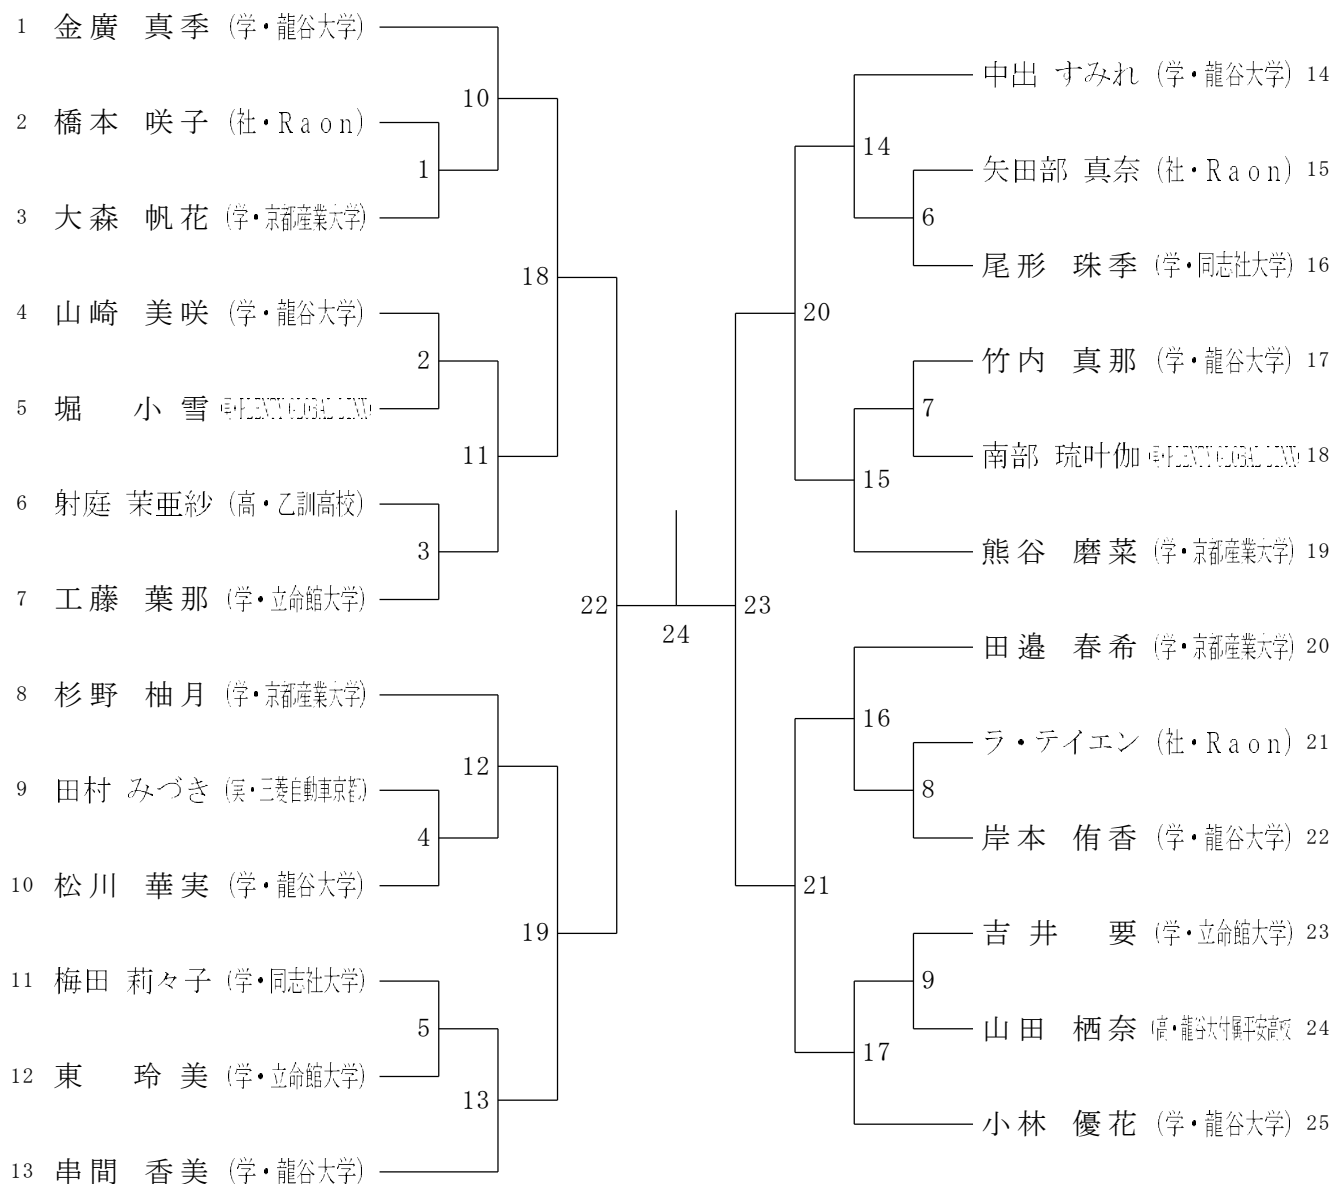 1 金廣 真季 (学・龍谷大学)
10
2 橋本 咲子 (社・Raon)
1
3 大森 帆花 (学・京都産業大学)
18
4 山崎 美咲 (学・龍谷大学)
2
5 堀 小雪
11
6 射庭 茉亜紗 (高・乙訓高校)
3
7 工藤 葉那 (学・立命館大学)
22
8 杉野 柚月 (学・京都産業大学)
12
9 田村 みづき (実・三菱自動車京都)
4
10 松川 華実 (学・龍谷大学)
19
11 梅田 莉々子 (学・同志社大学)
5
12 東 玲美 (学・立命館大学)
13
13 串間 香美 (学・龍谷大学)
24
中出 すみれ (学・龍谷大学) 14
14
矢田部 真奈 (社・Raon) 15
6
尾形 珠季 (学・同志社大学) 16
20
竹内 真那 (学・龍谷大学) 17
7
南部 琉叶伽 18
15
熊谷 磨菜 (学・京都産業大学) 19
23
田邉 春希 (学・京都産業大学) 20
16
ラ・テイエン (社・Raon) 21
8
岸本 侑香 (学・龍谷大学) 22
21
吉井 要 (学・立命館大学) 23
9
山田 栖奈 (高・龍谷大付属平安高校 24
17
小林 優花 (学・龍谷大学) 25